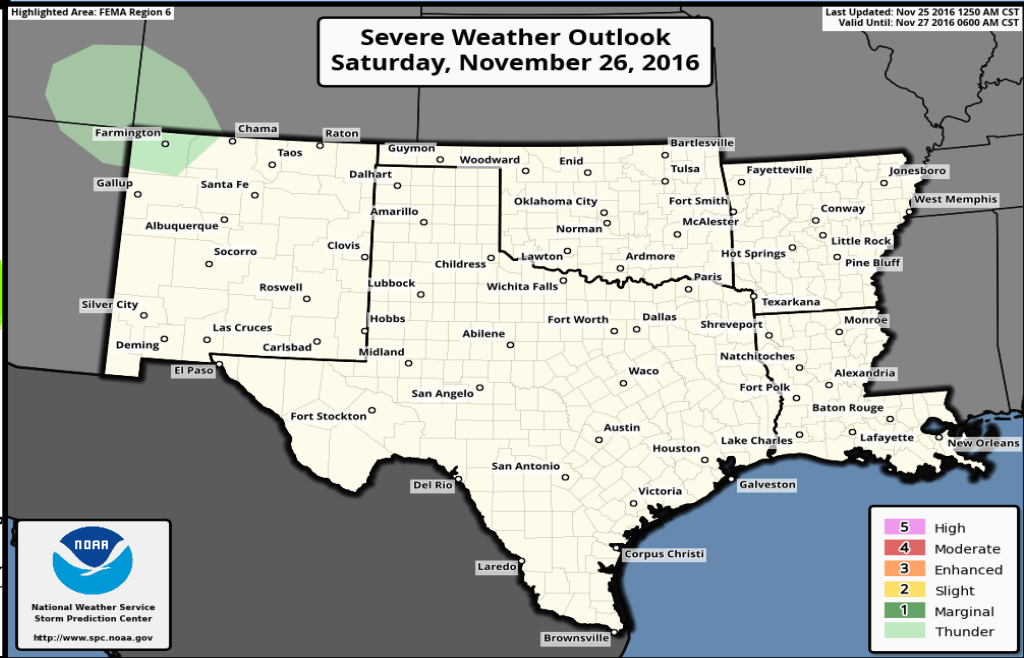 Highlighted Area: FEMA Region 6
Last Updated: Nov 25 2016 1250 AM CST
Valid Until: Nov 27 2016 0600 AM CST
Severe Weather Outlook
Saturday, November 26, 2016
Farmington
Chama
Raton
Taos
Guymon
Woodward
Enid
Bartlesville
Tulsa
Fayetteville
Jonesboro
Gallup
Santa Fe
Dalhart
Oklahoma City
Fort Smith
West Memphis
Albuquerque
Amarillo
Norman
McAlester
Conway
Little Rock
Socorro
Clovis
Childress
Lawton
Ardmore
Hot Springs
Pine Bluff
Roswell
Lubbock
Wichita Falls
Paris
Texarkana
Silver City
Las Cruces
Hobbs
Abilene
Fort Worth
Dallas
Shreveport
Monroe
Deming
Carlsbad
Midland
Natchitoches
El Paso
San Angelo
Waco
Fort Polk
Alexandria
Fort Stockton
Austin
Baton Rouge
Houston
Lake Charles
Lafayette
New Orleans
Del Rio
San Antonio
Galveston
Victoria
Laredo
Corpus Christi
Brownsville
NOAA
National Weather Service
Storm Prediction Center
http://www.spc.noaa.gov
5 High
4 Moderate
3 Enhanced
2 Slight
1 Marginal
Thunder